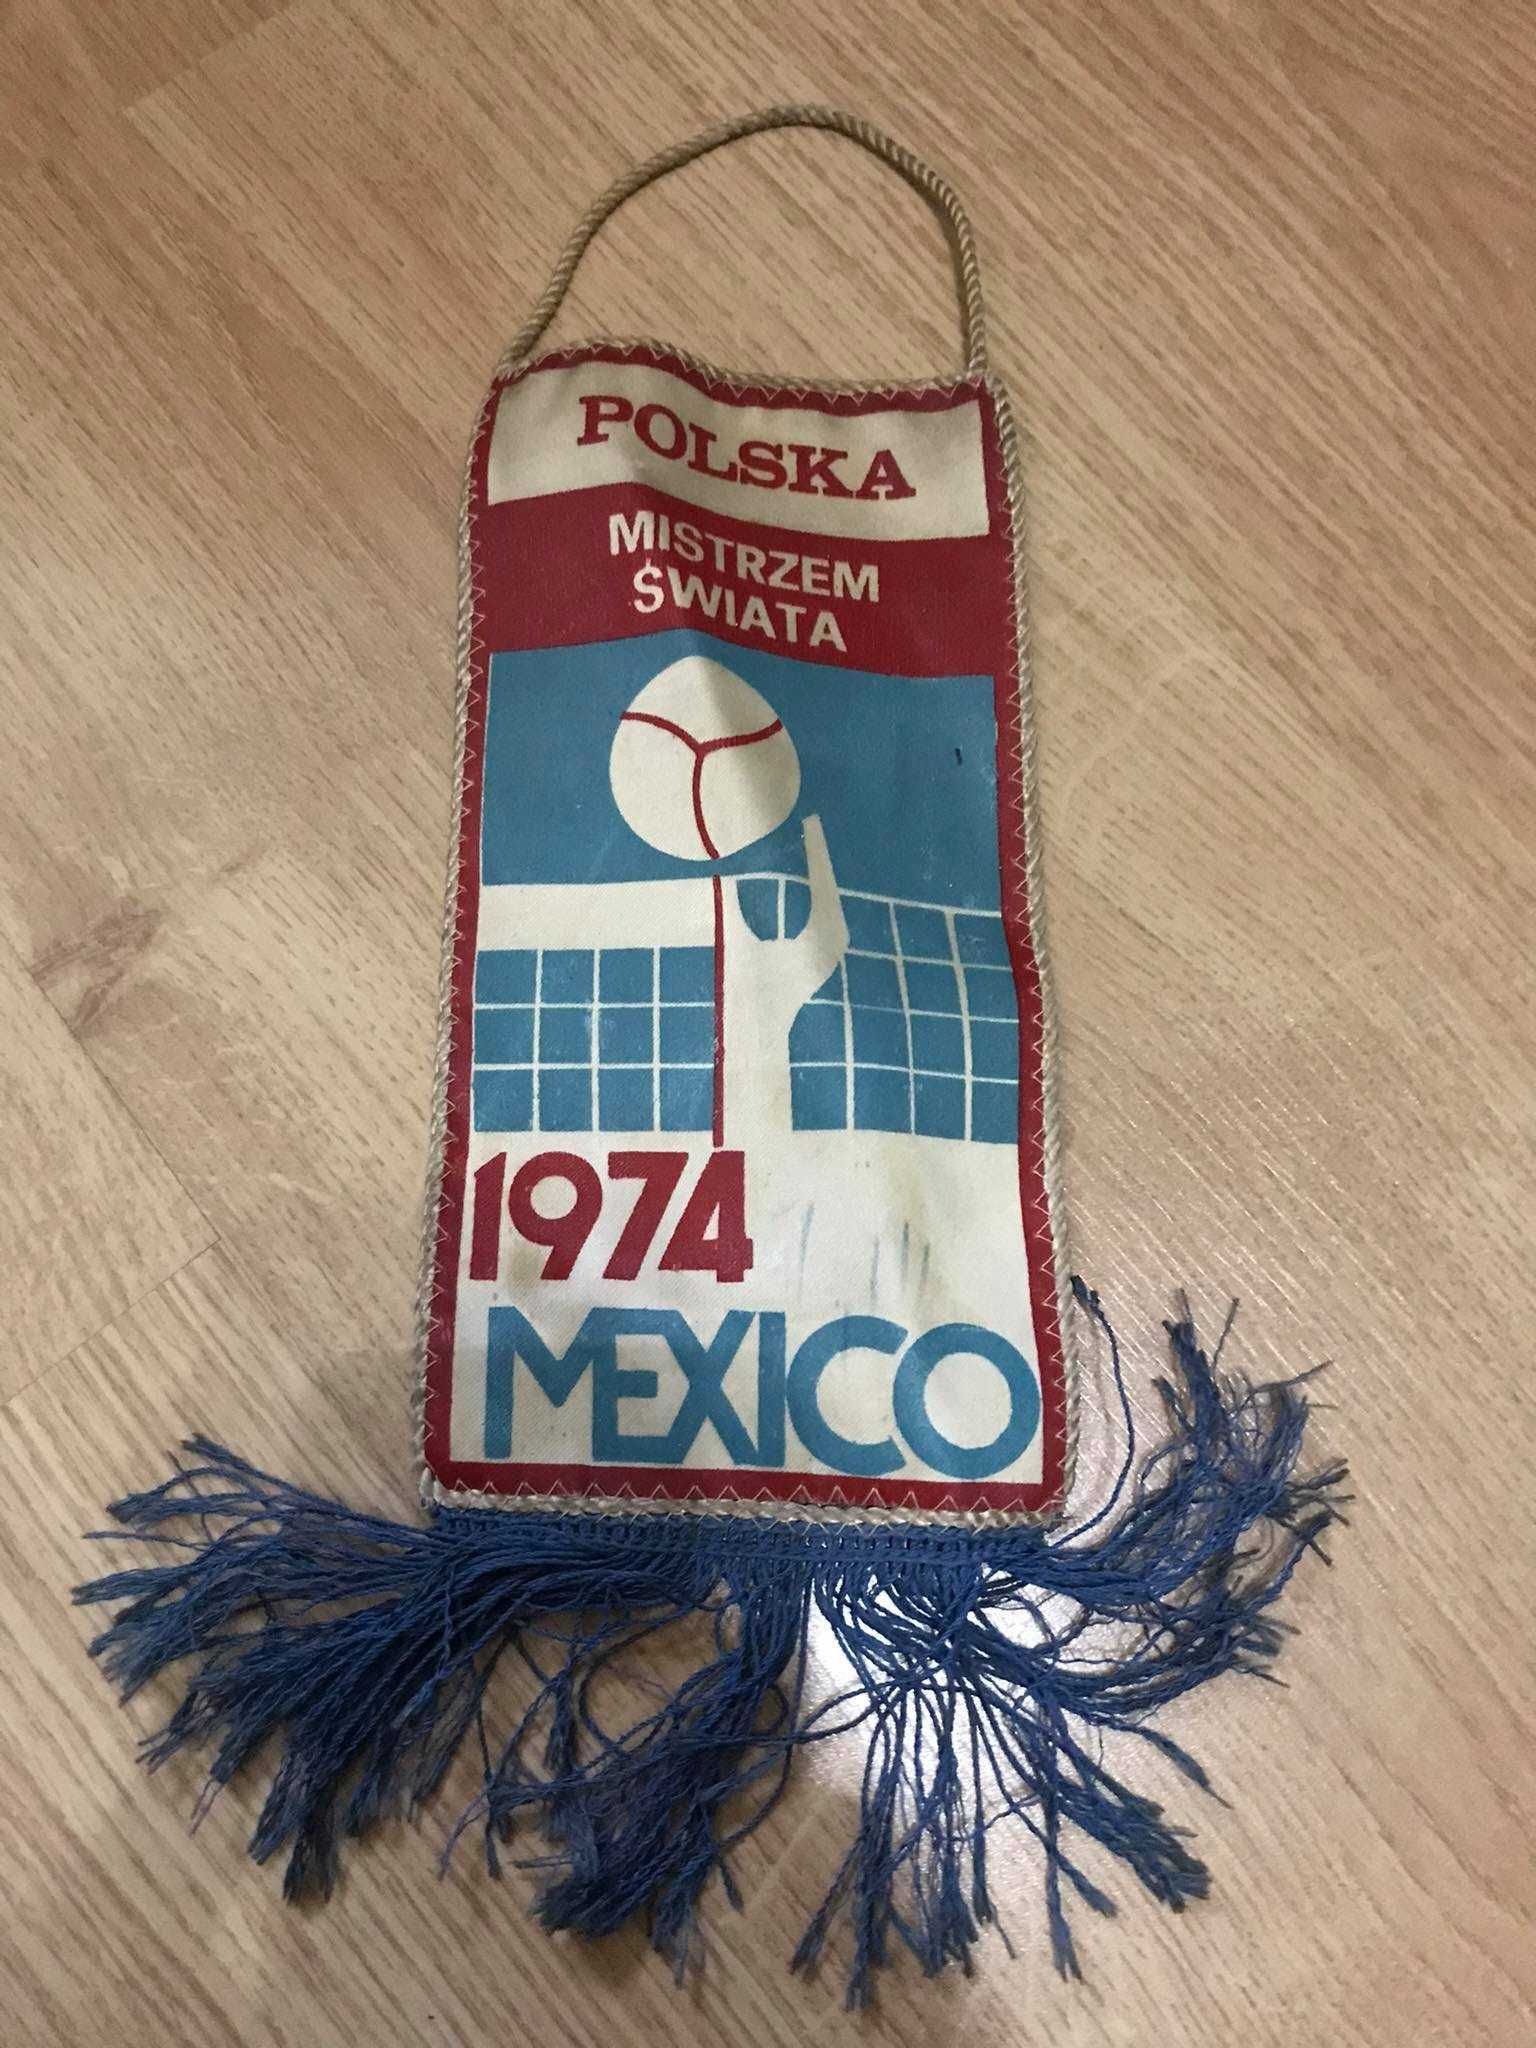 POLSKA
MISTRZEM
ŚWIATA
1974
MEXICO